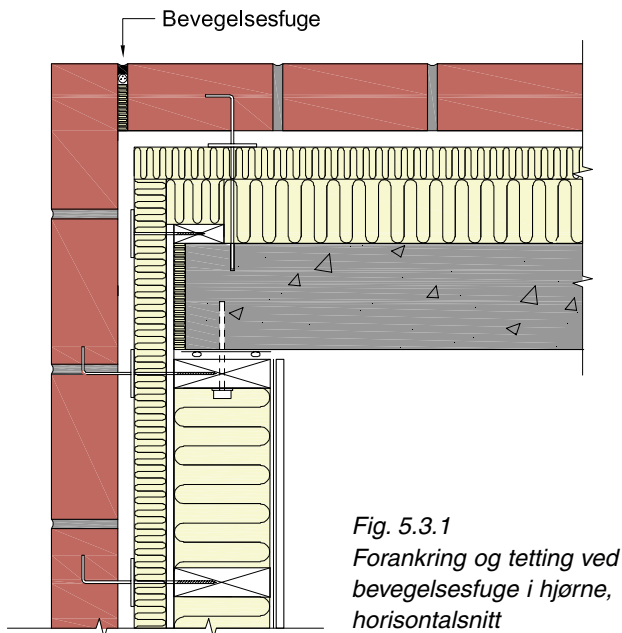 Bevegelsesfuge
Fig. 5.3.1
Forankring og tetting ved
bevegelsesfuge i hjørne,
horisontalsnitt